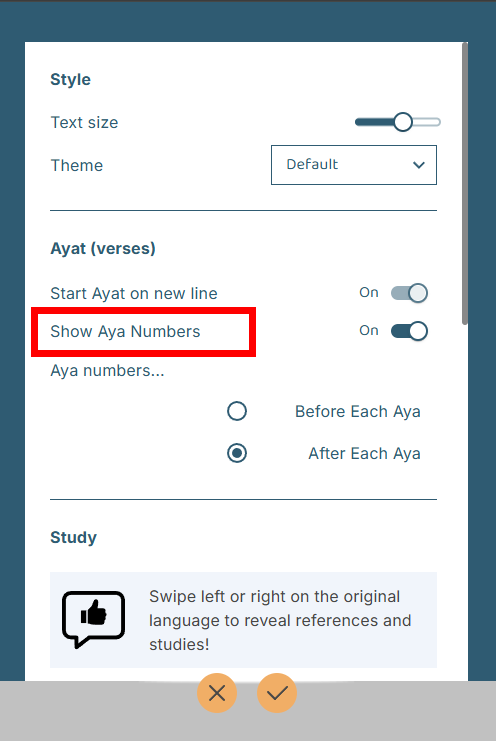 Style
Text size
Theme Default
Ayat (verses)
Start Ayat on new line On
Show Aya Numbers On
Aya numbers...
Before Each Aya
After Each Aya
Study
Swipe left or right on the original
language to reveal references and
studies!